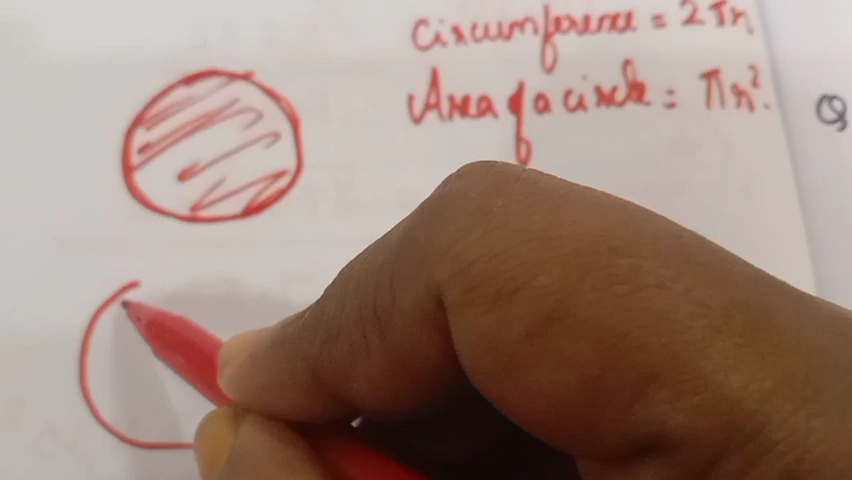 Circumference = 2πr
Area of a circle = πr².
Q